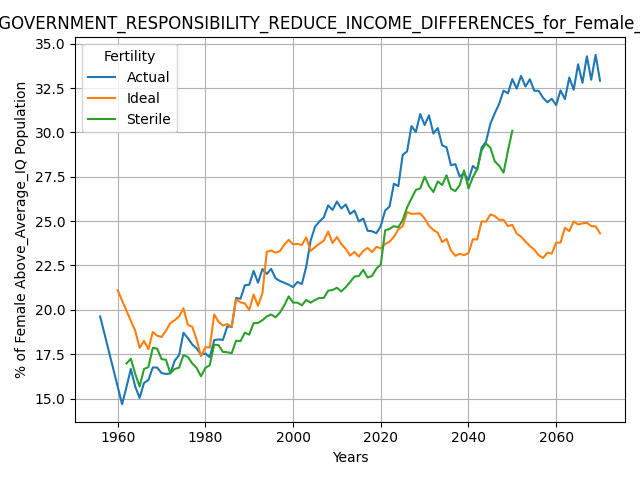 GOVERNMENT_RESPONSIBILITY_REDUCE_INCOME_DIFFERENCES_for_Female_
Fertility
Actual
Ideal
Sterile
% of Female Above_Average_IQ Population
35.0
32.5
30.0
27.5
25.0
22.5
20.0
17.5
15.0
1960
1980
2000
2020
2040
2060
Years